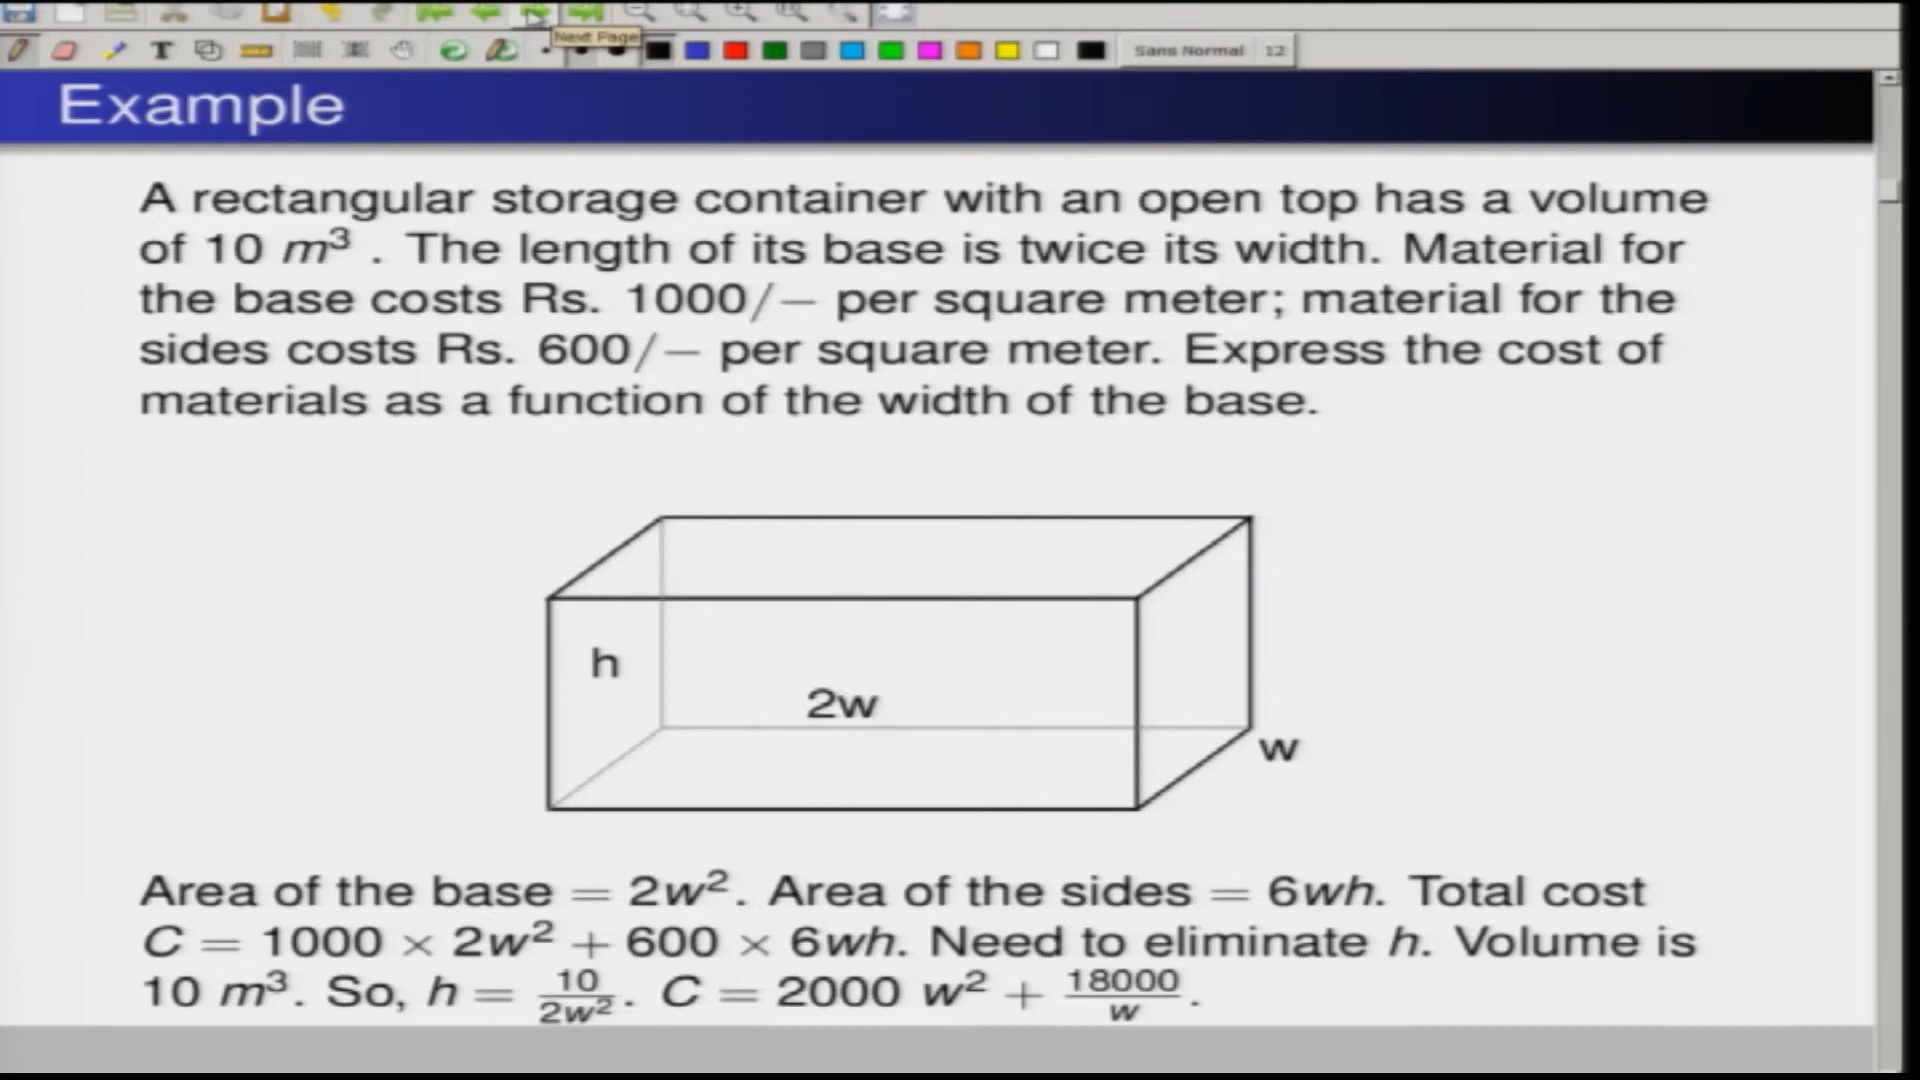 Next Page
T
Sans Normal 12
Example
A rectangular storage container with an open top has a volume
of 10 m³ . The length of its base is twice its width. Material for
the base costs Rs. 1000/− per square meter; material for the
sides costs Rs. 600/− per square meter. Express the cost of
materials as a function of the width of the base.
h
2w
w
Area of the base = 2w². Area of the sides = 6wh. Total cost
C = 1000 × 2w² + 600 × 6wh. Need to eliminate h. Volume is
10 m³. So, h = 10/2w². C = 2000 w² + 18000/w.